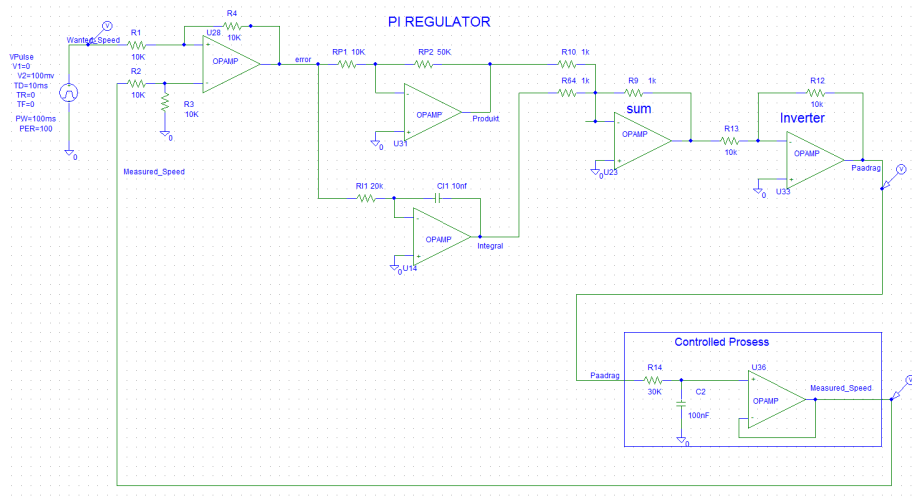 PI REGULATOR
V
R4
R1
Wanted_Speed
U28
10K
+
OPAMP
-
error
RP1 10K
RP2 50K
R10 1k
VPulse
V1=0
V2=100mv
TD=10ms
TR=0
TF=0
PW=100ms
PER=100
0
10K
R2
10K
R3
10K
0
Measured_Speed
-
OPAMP
+
U31
0
Produkt
R64 1k
R9 1k
sum
-
OPAMP
+
U23
0
R13
10k
R12
10k
Inverter
-
OPAMP
+
U33
0
Paadrag
V
RI1 20k
CI1 10nf
-
OPAMP
+
U14
0
Integral
Controlled Prosess
Paadrag
R14
30K
C2
100nF
0
U36
+
OPAMP
-
Measured_Speed
V